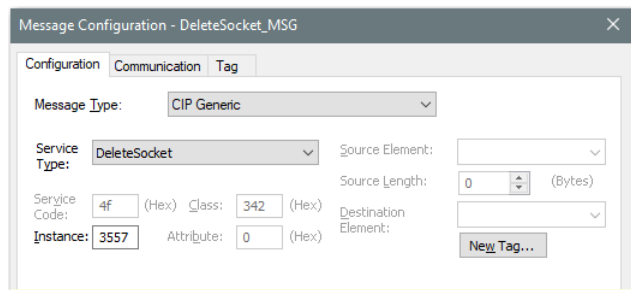 Message Configuration - DeleteSocket_MSG
Configuration Communication Tag
Message Type: CIP Generic
Service Type: DeleteSocket
Source Element:
Source Length: 0 (Bytes)
Service Code: 4f (Hex) Class: 342 (Hex)
Destination Element:
Instance: 3557 Attribute: 0 (Hex)
New Tag...